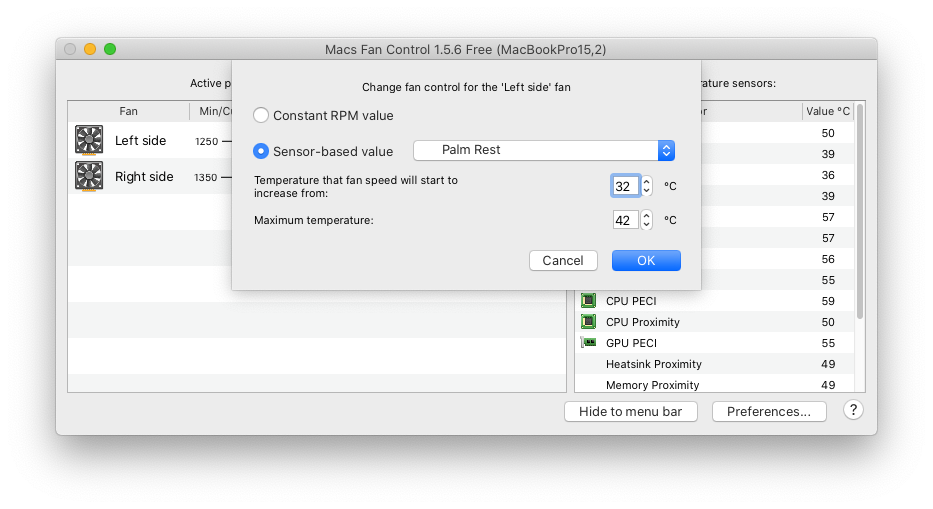 Macs Fan Control 1.5.6 Free (MacBookPro15,2)
Change fan control for the 'Left side' fan
Active
sensors:
Constant RPM value
Sensor-based value Palm Rest
Temperature that fan speed will start to
increase from:
32 °C
Maximum temperature: 42 °C
Cancel OK
Fan
Left side 1250
Right side 1350
Value °C
50
39
36
39
57
57
56
55
CPU PECI 59
CPU Proximity 50
GPU PECI 55
Heatsink Proximity 49
Memory Proximity 49
Hide to menu bar Preferences... ?